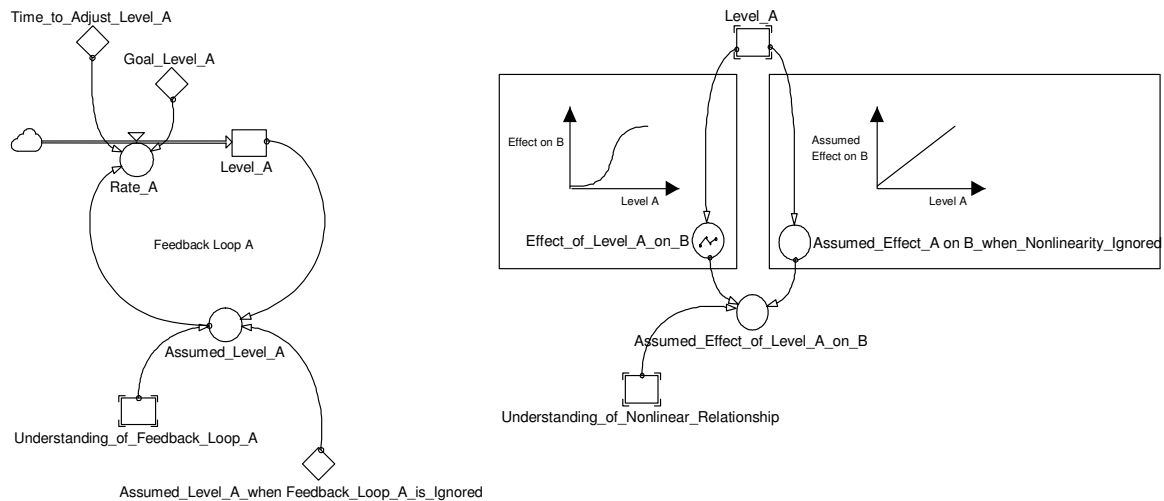 Time_to_Adjust_Level_A
Goal_Level_A
Level_A
Rate_A
Feedback Loop A
Assumed_Level_A
Understanding_of_Feedback_Loop_A
Assumed_Level_A_when Feedback_Loop_A_is_Ignored
Level_A
Effect on B
Level A
Effect_of_Level_A_on_B
Assumed
Effect on B
Level A
Assumed_Effect_A on B_when_Nonlinearity_Ignored
Assumed_Effect_of_Level_A_on_B
Understanding_of_Nonlinear_Relationship